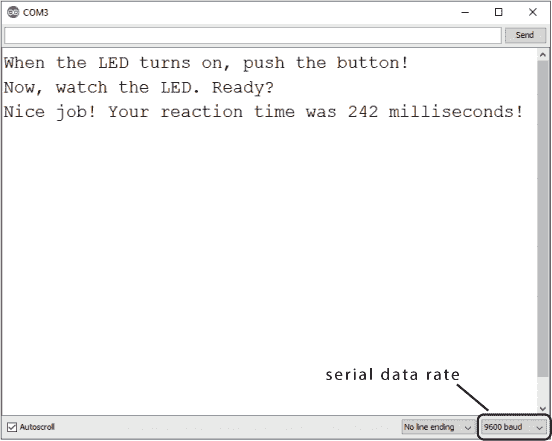 COM3
Send
When the LED turns on, push the button!
Now, watch the LED. Ready?
Nice job! Your reaction time was 242 milliseconds!
serial data rate
Autoscroll
No line ending
9600 baud